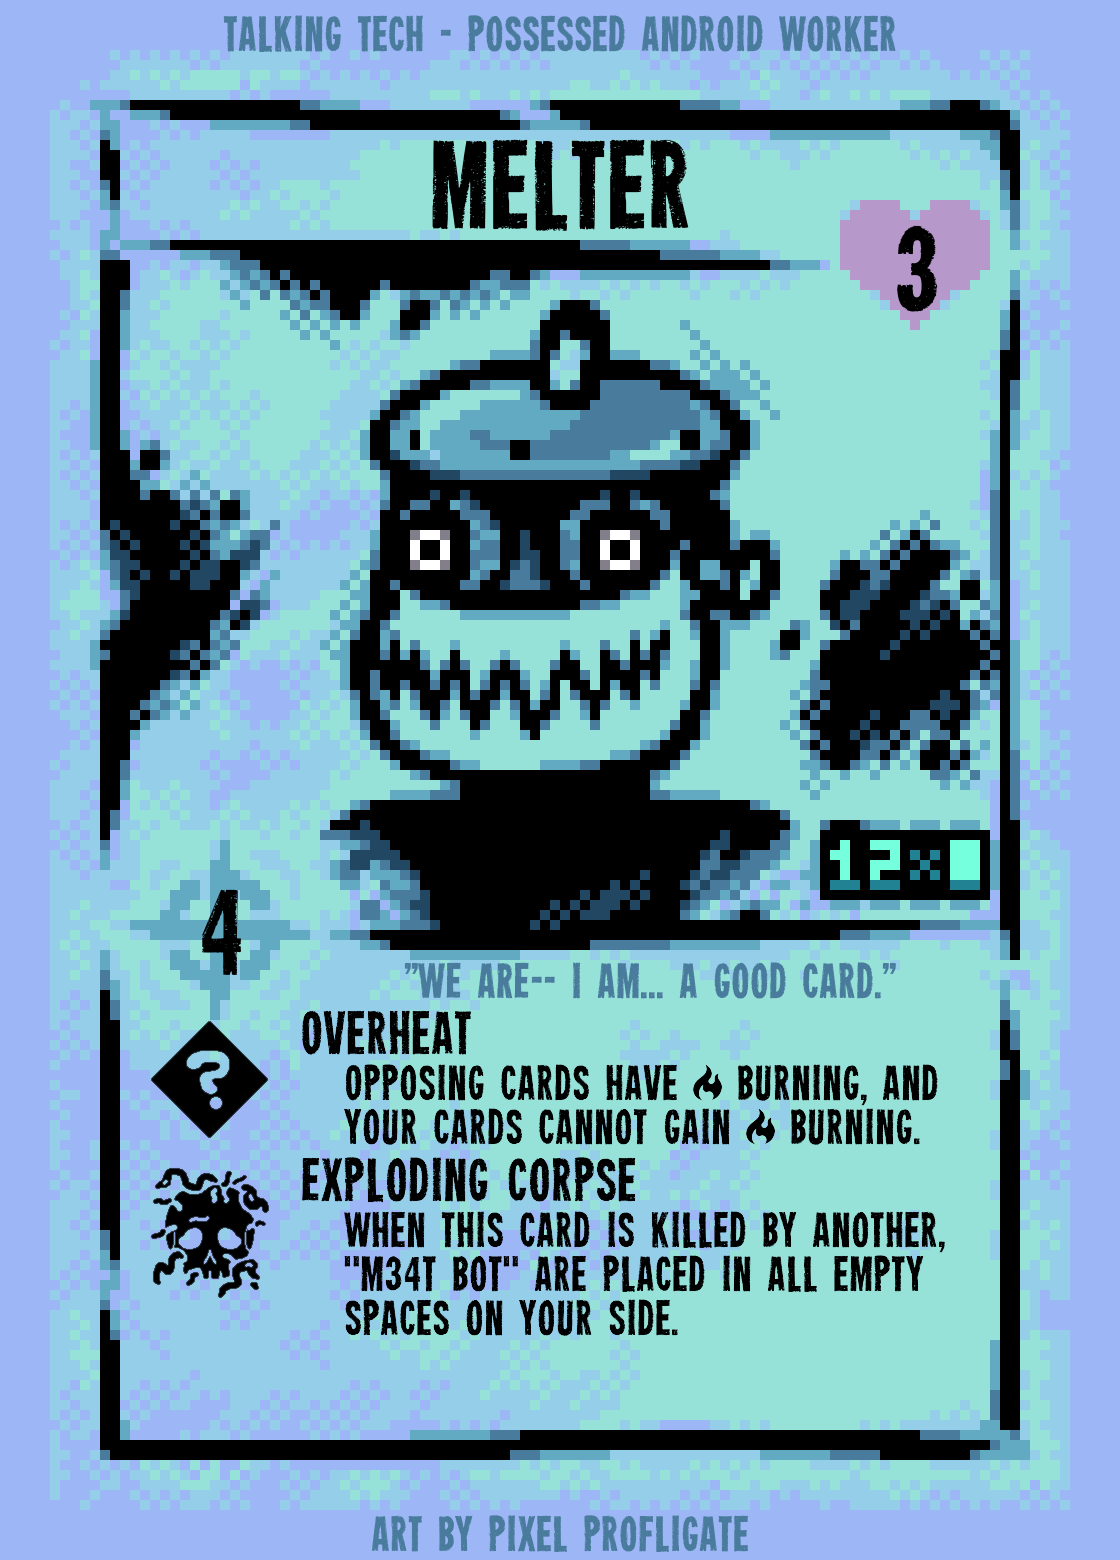 TALKING TECH - POSSESSED ANDROID WORKER
MELTER
3
12×
4
"WE ARE-- I AM... A GOOD CARD."
OVERHEAT
OPPOSING CARDS HAVE BURNING, AND
YOUR CARDS CANNOT GAIN BURNING.
?
EXPLODING CORPSE
WHEN THIS CARD IS KILLED BY ANOTHER,
"M34T BOT" ARE PLACED IN ALL EMPTY
SPACES ON YOUR SIDE.
ART BY PIXEL PROFLIGATE